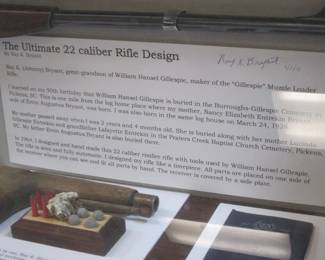 The Ultimate 22 caliber Rifle Design
By Ray K. Bryant
Ray K. Bryant
Ray K. (Johnny) Bryant, great-grandson of William Hansel Gillespie, maker of the "Gillespie" Muzzle Loader
Rifle.
I learned on my 50th birthday that William Hansel Gillespie is buried in the Burroughs-Gillespie Cemetery in
Pickens, SC. This is one mile from the log home place where my mother, Nancy Elizabeth Entrekin Bryant,
wife of Ervin Augustus Bryant, was born. I was also born in the same log house on March 24, 1928.
My mother passed away when I was 2 years and 4 months old. She is buried along with her mother
Gillespie Entrekin and grandfather Lafayette Entrekin in the Prairies Creek Baptist Church Cemetery, Pickens,
SC. My father Ervin Augustus Bryant is also buried there.
In 1984, I designed and hand made this 22 caliber rimfire rifle with tools used by William Hansel Gillespie.
The rifle is semi and fully automatic. I designed my rifle like a timepiece. All parts are placed on one side of
the receiver where you can see and fit all parts by hand. The receiver is covered by a side plate.